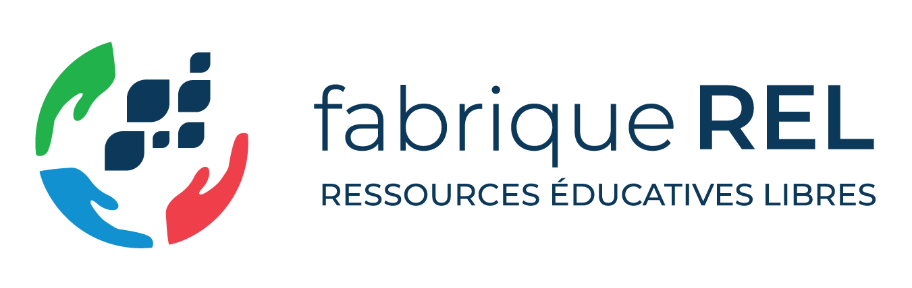 fabrique REL
RESSOURCES ÉDUCATIVES LIBRES